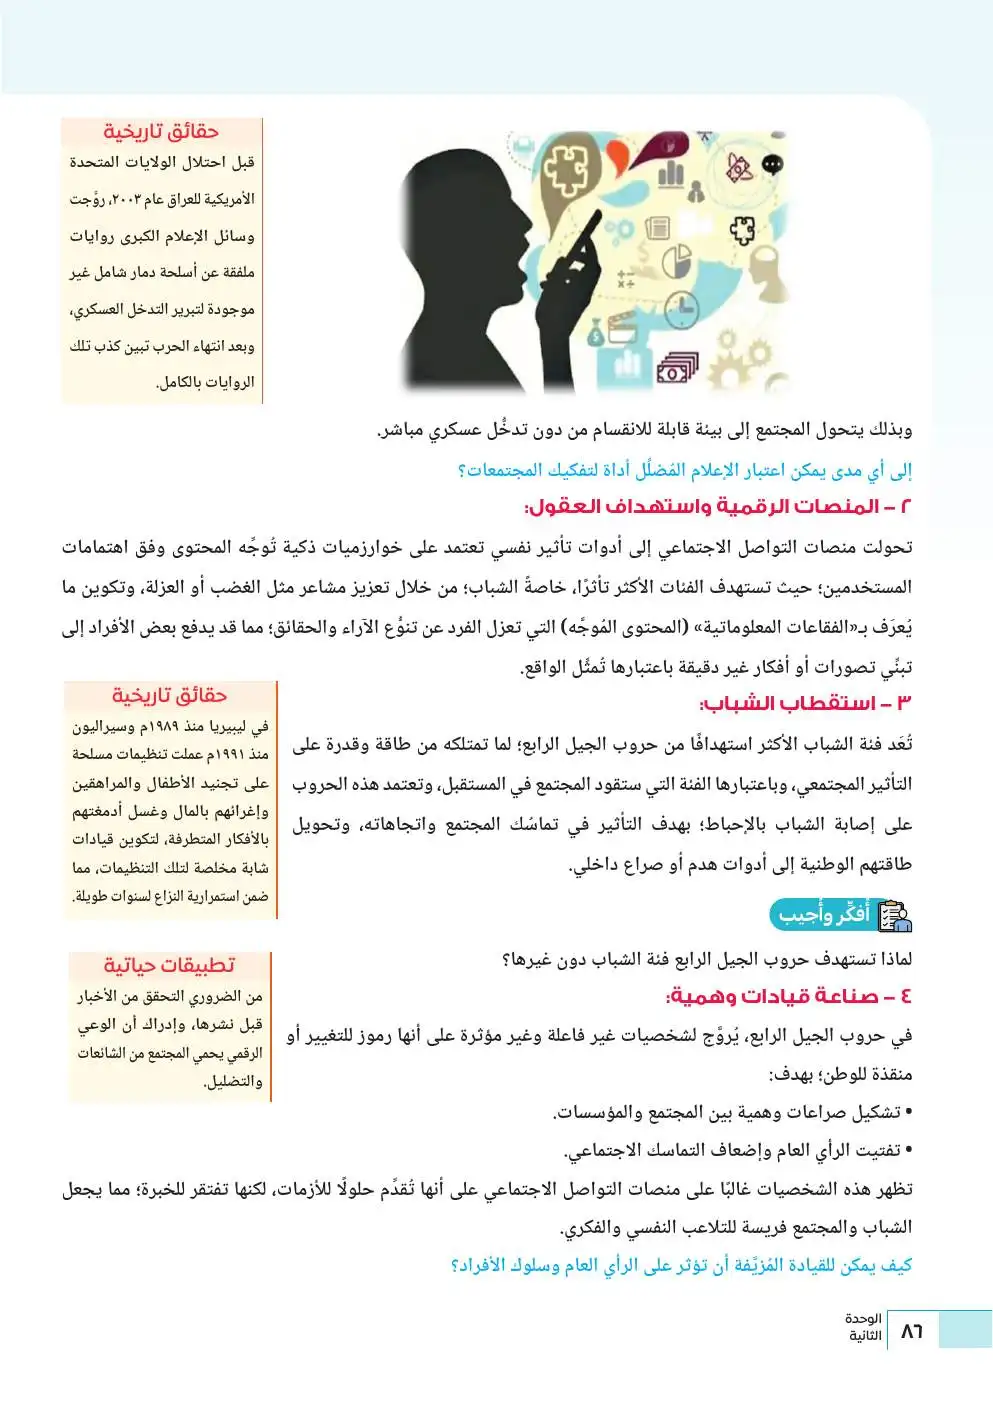 حقائق تاريخية
قبل احتلال الولايات المتحدة
الأمريكية للعراق عام ٢٠٠٣، روَّجت
وسائل الإعلام الكبرى روايات
ملفقة عن أسلحة دمار شامل غير
موجودة لتبرير التدخل العسكري،
وبعد انتهاء الحرب تبين كذب تلك
الروايات بالكامل.
وبذلك يتحول المجتمع إلى بيئة قابلة للانقسام من دون تدخُّل عسكري مباشر.
إلى أي مدى يمكن اعتبار الإعلام المُضلِّل أداة لتفكيك المجتمعات؟
٢ – المنصات الرقمية واستهداف العقول:
تحولت منصات التواصل الاجتماعي إلى أدوات تأثير نفسي تعتمد على خوارزميات ذكية تُوجِّه المحتوى وفق اهتمامات
المستخدمين؛ حيث تستهدف الفئات الأكثر تأثرًا، خاصةً الشباب؛ من خلال تعزيز مشاعر مثل الغضب أو العزلة، وتكوين ما
يُعرَف بـ«الفقاعات المعلوماتية» (المحتوى المُوجَّه) التي تعزل الفرد عن تنوُّع الآراء والحقائق؛ مما قد يدفع بعض الأفراد إلى
تبنِّي تصورات أو أفكار غير دقيقة باعتبارها تُمثِّل الواقع.
٣ – استقطاب الشباب:
تُعَد فئة الشباب الأكثر استهدافًا من حروب الجيل الرابع؛ لما تمتلكه من طاقة وقدرة على
التأثير المجتمعي، وباعتبارها الفئة التي ستقود المجتمع في المستقبل، وتعتمد هذه الحروب
على إصابة الشباب بالإحباط؛ بهدف التأثير في تماسُك المجتمع واتجاهاته، وتحويل
طاقتهم الوطنية إلى أدوات هدم أو صراع داخلي.
حقائق تاريخية
في ليبيريا منذ ١٩٨٩م وسيراليون
منذ ١٩٩١م عملت تنظيمات مسلحة
على تجنيد الأطفال والمراهقين
وإغرائهم بالمال وغسل أدمغتهم
بالأفكار المتطرفة، لتكوين قيادات
شابة مخلصة لتلك التنظيمات، مما
ضمن استمرارية النزاع لسنوات طويلة.
أُفكِّر وأُجيب
لماذا تستهدف حروب الجيل الرابع فئة الشباب دون غيرها؟
٤ – صناعة قيادات وهمية:
في حروب الجيل الرابع، يُروَّج لشخصيات غير فاعلة وغير مؤثرة على أنها رموز للتغيير أو
منقذة للوطن؛ بهدف:
• تشكيل صراعات وهمية بين المجتمع والمؤسسات.
• تفتيت الرأي العام وإضعاف التماسك الاجتماعي.
تطبيقات حياتية
من الضروري التحقق من الأخبار
قبل نشرها، وإدراك أن الوعي
الرقمي يحمي المجتمع من الشائعات
والتضليل.
تظهر هذه الشخصيات غالبًا على منصات التواصل الاجتماعي على أنها تُقدِّم حلولًا للأزمات، لكنها تفتقر للخبرة؛ مما يجعل
الشباب والمجتمع فريسة للتلاعب النفسي والفكري.
كيف يمكن للقيادة المُزيَّفة أن تؤثر على الرأي العام وسلوك الأفراد؟
الوحدة
الثانية
٨٦